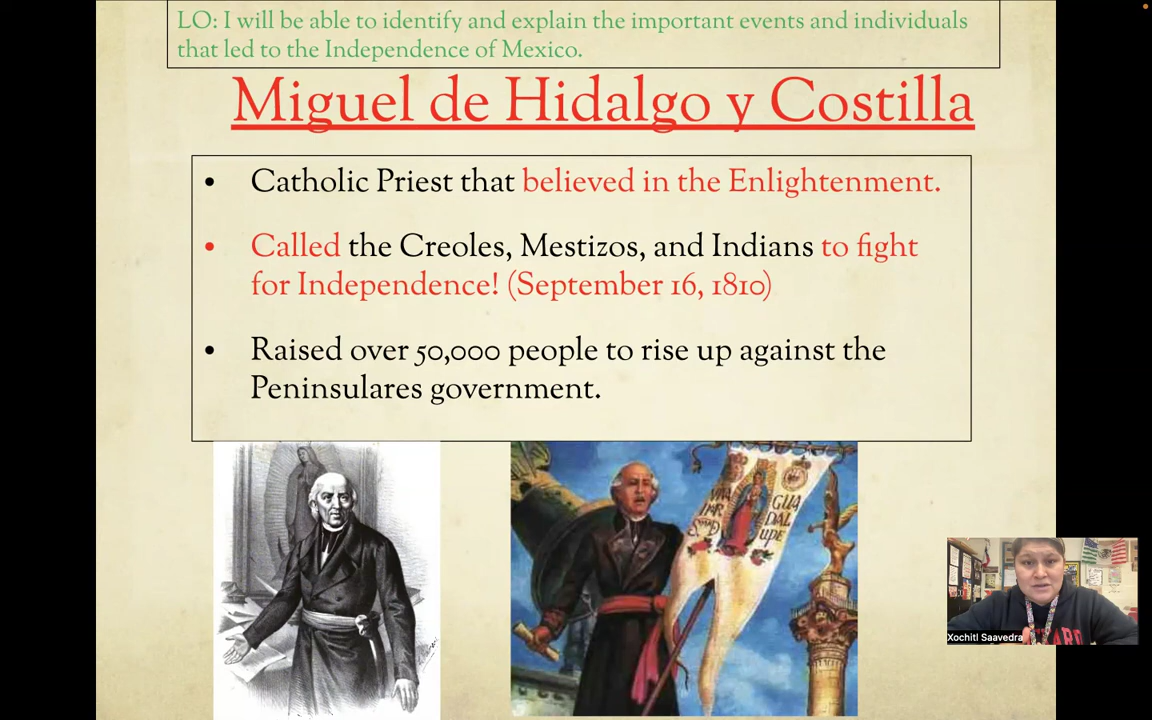 LO: I will be able to identify and explain the important events and individuals
that led to the Independence of Mexico.
Miguel de Hidalgo y Costilla
• Catholic Priest that believed in the Enlightenment.
• Called the Creoles, Mestizos, and Indians to fight
for Independence! (September 16, 1810)
• Raised over 50,000 people to rise up against the
Peninsulares government.
GUA
DAL
UPE
Xochitl Saavedra